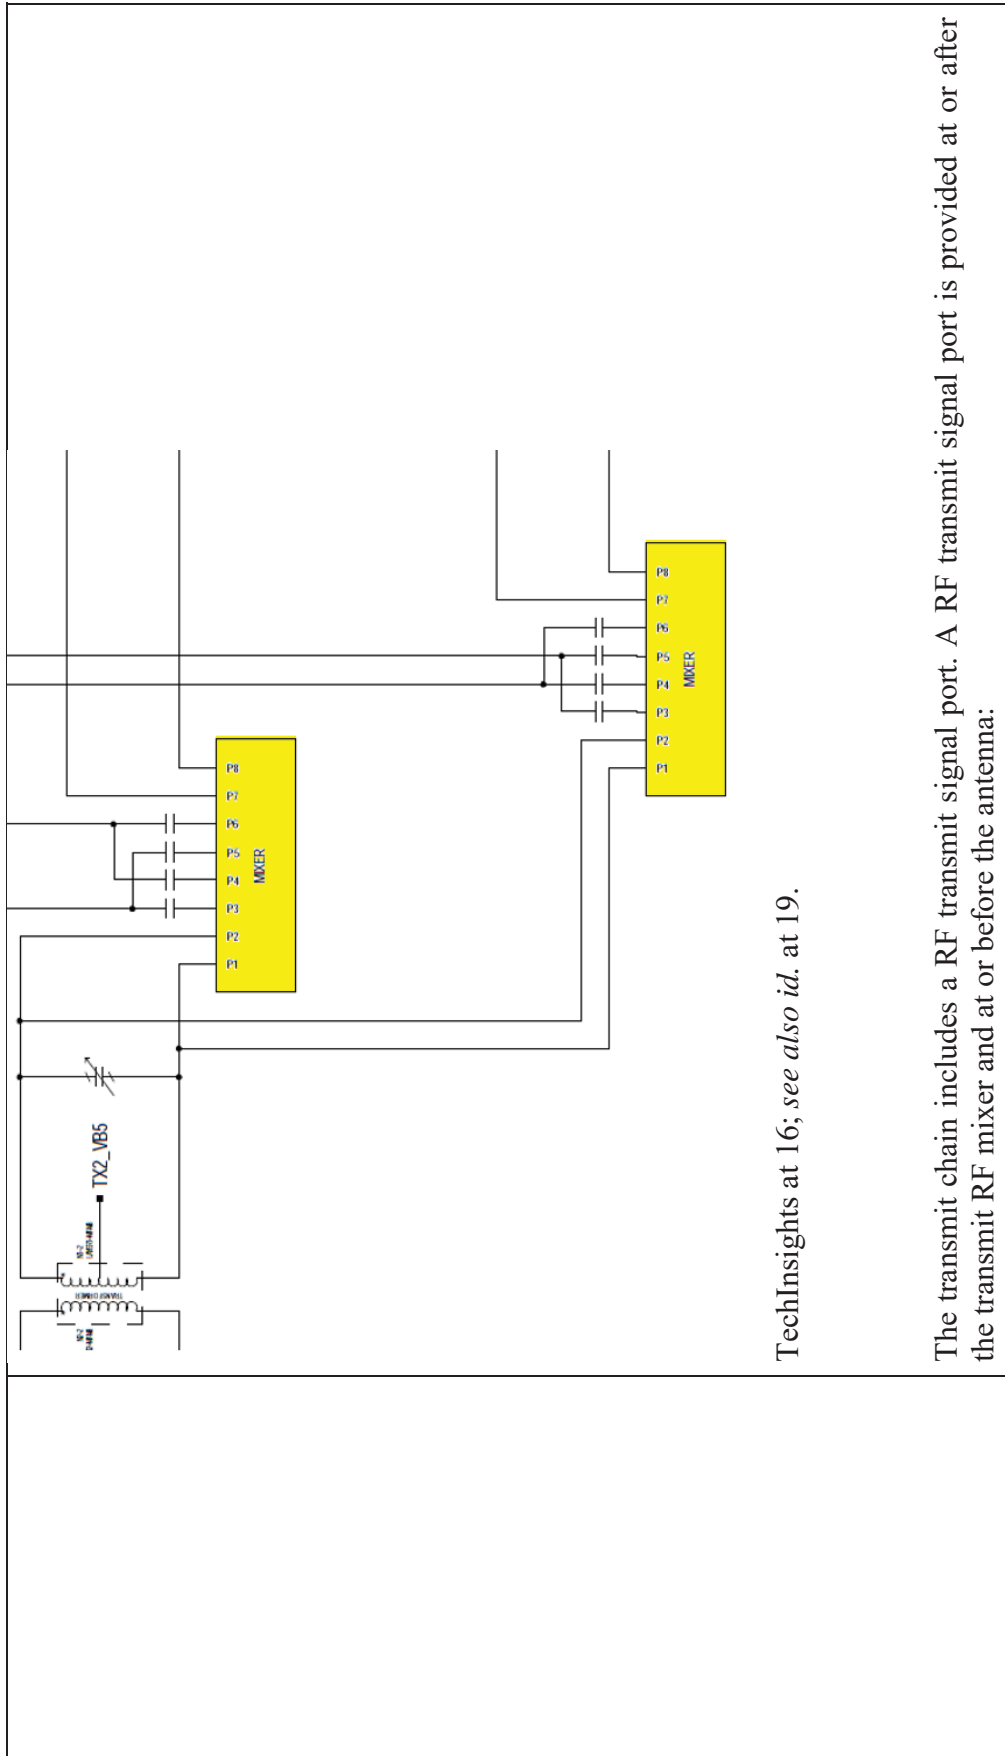 TRANSFORMER
TX2_VB5
P1
P2
P3
P4
P5
P6
P7
P8
MIXER
P1
P2
P3
P4
P5
P6
P7
P8
MIXER
TechInsights at 16; see also id. at 19.
The transmit chain includes a RF transmit signal port. A RF transmit signal port is provided at or after
the transmit RF mixer and at or before the antenna: